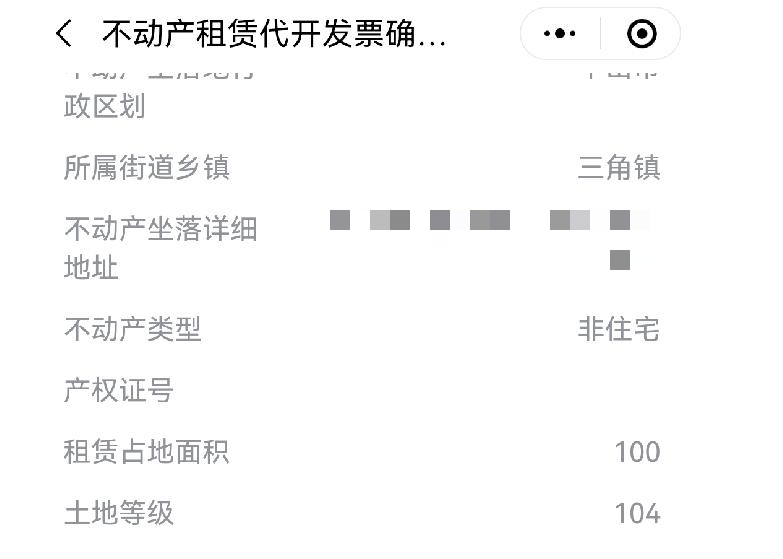 不动产租赁代开发票确...
政区划
所属街道乡镇
三角镇
不动产坐落详细
地址
不动产类型
非住宅
产权证号
租赁占地面积
100
土地等级
104